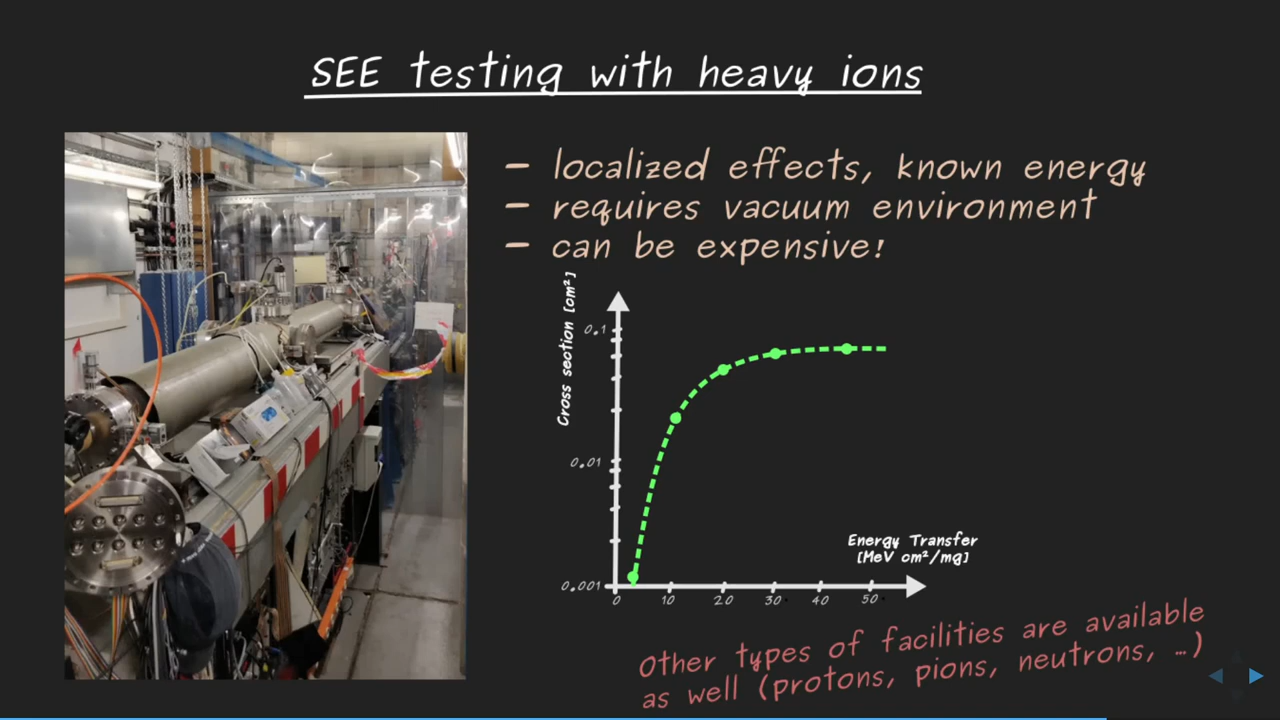 SEE testing with heavy ions
– localized effects, known energy
– requires vacuum environment
– can be expensive!
Cross section [cm²]
0.1
0.01
0.001
0 10 20 30 40 50
Energy Transfer
[MeV cm²/mg]
Other types of facilities are available
as well (protons, pions, neutrons, …)